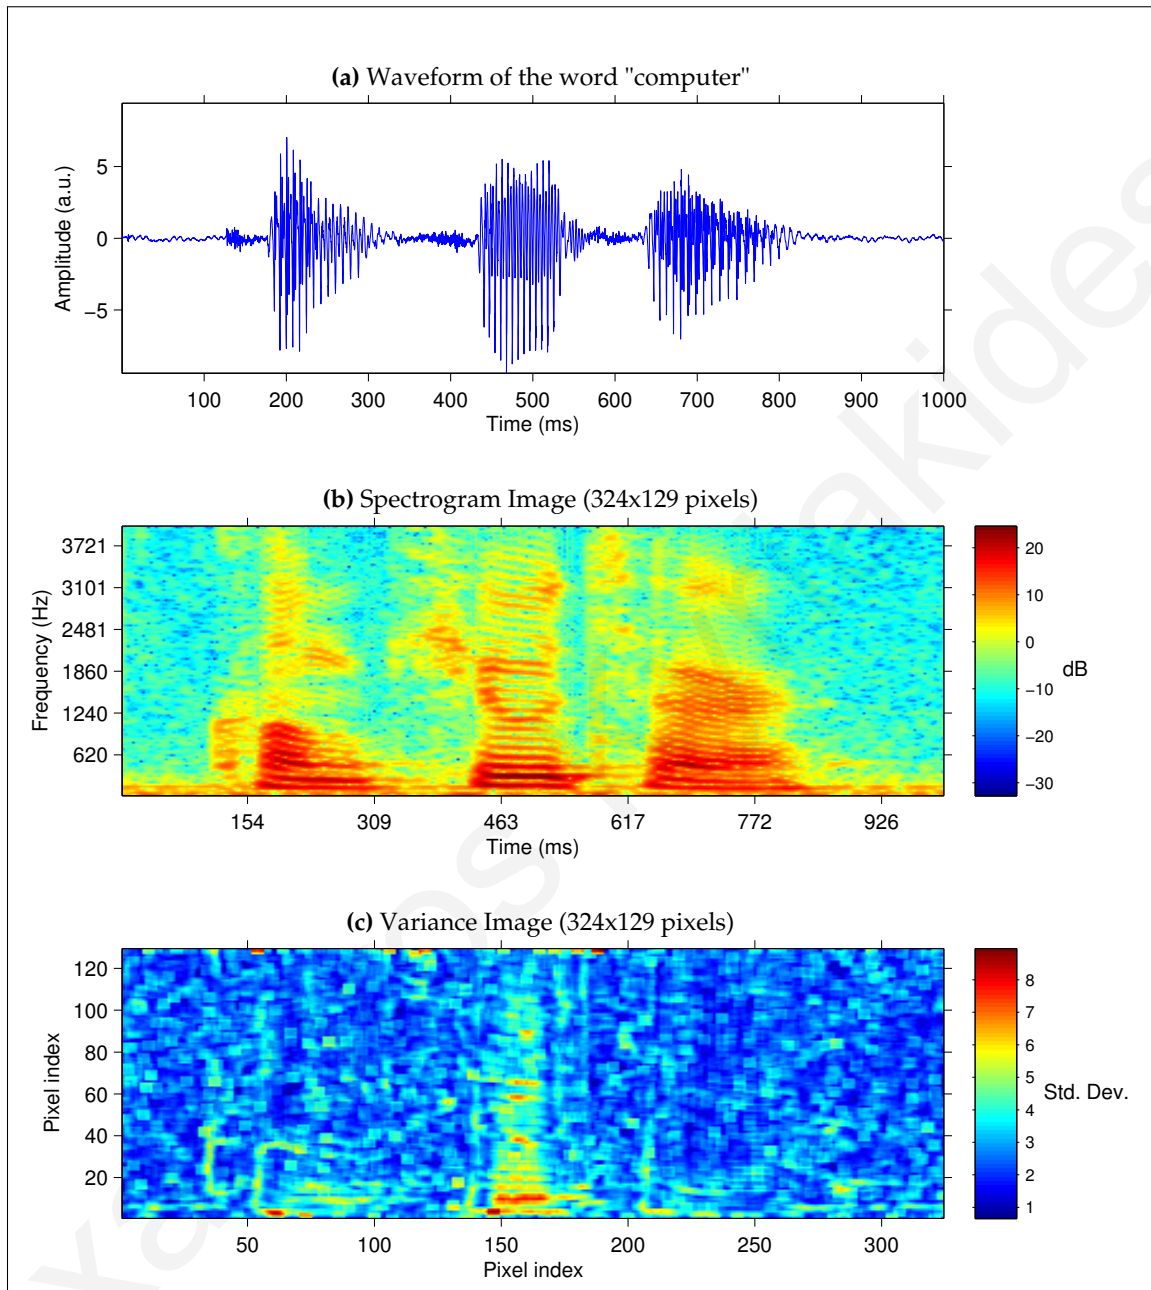 (a) Waveform of the word "computer"
Amplitude (a.u.)
5
0
−5
100 200 300 400 500 600 700 800 900 1000
Time (ms)
(b) Spectrogram Image (324x129 pixels)
Frequency (Hz)
3721
3101
2481
1860
1240
620
154 309 463 617 772 926
Time (ms)
20
10
0
−10
−20
−30
dB
(c) Variance Image (324x129 pixels)
Pixel index
120
100
80
60
40
20
50 100 150 200 250 300
Pixel index
8
7
6
5
4
3
2
1
Std. Dev.